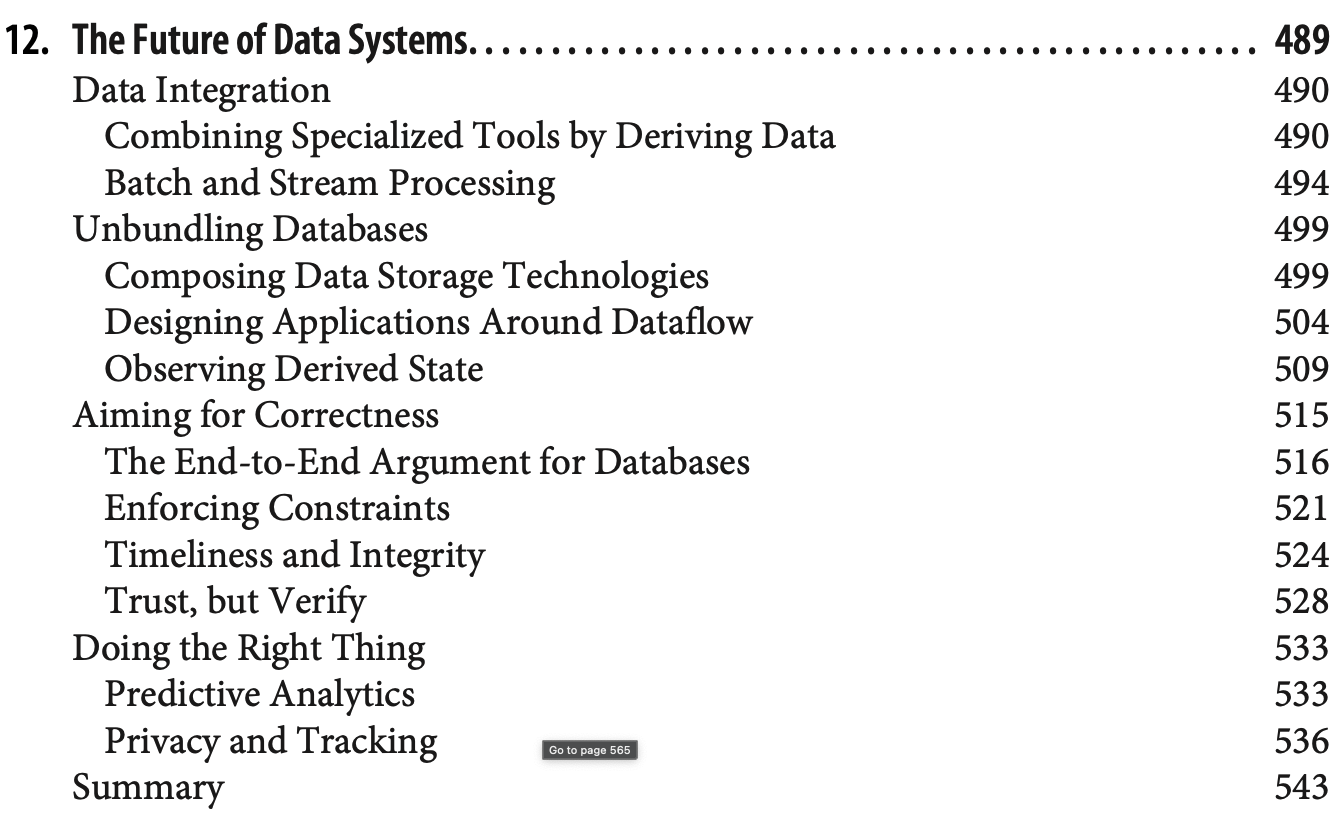 12. The Future of Data Systems. . . . . . . . . . . . . . . . . . . . . . . . . . . . . . . . . . . . . . . . . . . . . . . 489
Data Integration 490
Combining Specialized Tools by Deriving Data 490
Batch and Stream Processing 494
Unbundling Databases 499
Composing Data Storage Technologies 499
Designing Applications Around Dataflow 504
Observing Derived State 509
Aiming for Correctness 515
The End-to-End Argument for Databases 516
Enforcing Constraints 521
Timeliness and Integrity 524
Trust, but Verify 528
Doing the Right Thing 533
Predictive Analytics 533
Privacy and Tracking 536
Go to page 565
Summary 543